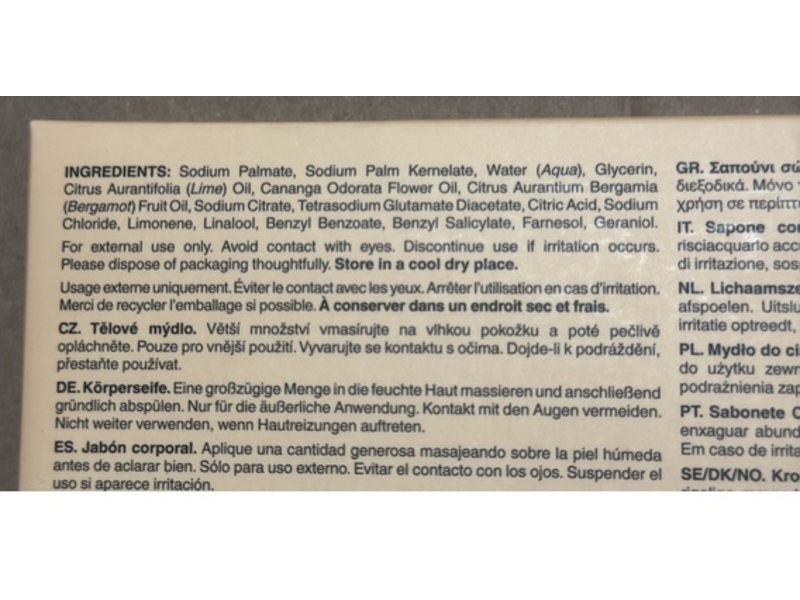 INGREDIENTS: Sodium Palmate, Sodium Palm Kernelate, Water (Aqua), Glycerin,
Citrus Aurantifolia (Lime) Oil, Cananga Odorata Flower Oil, Citrus Aurantium Bergamia
(Bergamot) Fruit Oil, Sodium Citrate, Tetrasodium Glutamate Diacetate, Citric Acid, Sodium
Chloride, Limonene, Linalool, Benzyl Benzoate, Benzyl Salicylate, Farnesol, Geraniol.
For external use only. Avoid contact with eyes. Discontinue use if irritation occurs.
Please dispose of packaging thoughtfully. Store in a cool dry place.
Usage externe uniquement. Éviter le contact avec les yeux. Arrêter l'utilisation en cas d'irritation.
Merci de recycler l'emballage si possible. À conserver dans un endroit sec et frais.
CZ. Tělové mýdlo. Větší množství vmasírujte na vlhkou pokožku a poté pečlivě
opláchněte. Pouze pro vnější použití. Vyvarujte se kontaktu s očima. Dojde-li k podráždění,
přestaňte používat.
DE. Körperseife. Eine großzügige Menge in die feuchte Haut massieren und anschließend
gründlich abspülen. Nur für die äußerliche Anwendung. Kontakt mit den Augen vermeiden.
Nicht weiter verwenden, wenn Hautreizungen auftreten.
ES. Jabón corporal. Aplique una cantidad generosa masajeando sobre la piel húmeda
antes de aclarar bien. Sólo para uso externo. Evitar el contacto con los ojos. Suspender el
uso si aparece irritación.
GR. Σαπούνι σώ
διεξοδικά. Μόνο
χρήση σε περίπτ
IT. Sapone cor
risciacquarlo acc
di irritazione, sos
NL. Lichaamsze
afspoelen. Uitslu
irritatie optreedt,
PL. Mydło do ci
do użytku zewn
podrażnienia zap
PT. Sabonete C
enxaguar abund
Em caso de irrita
SE/DK/NO. Kro